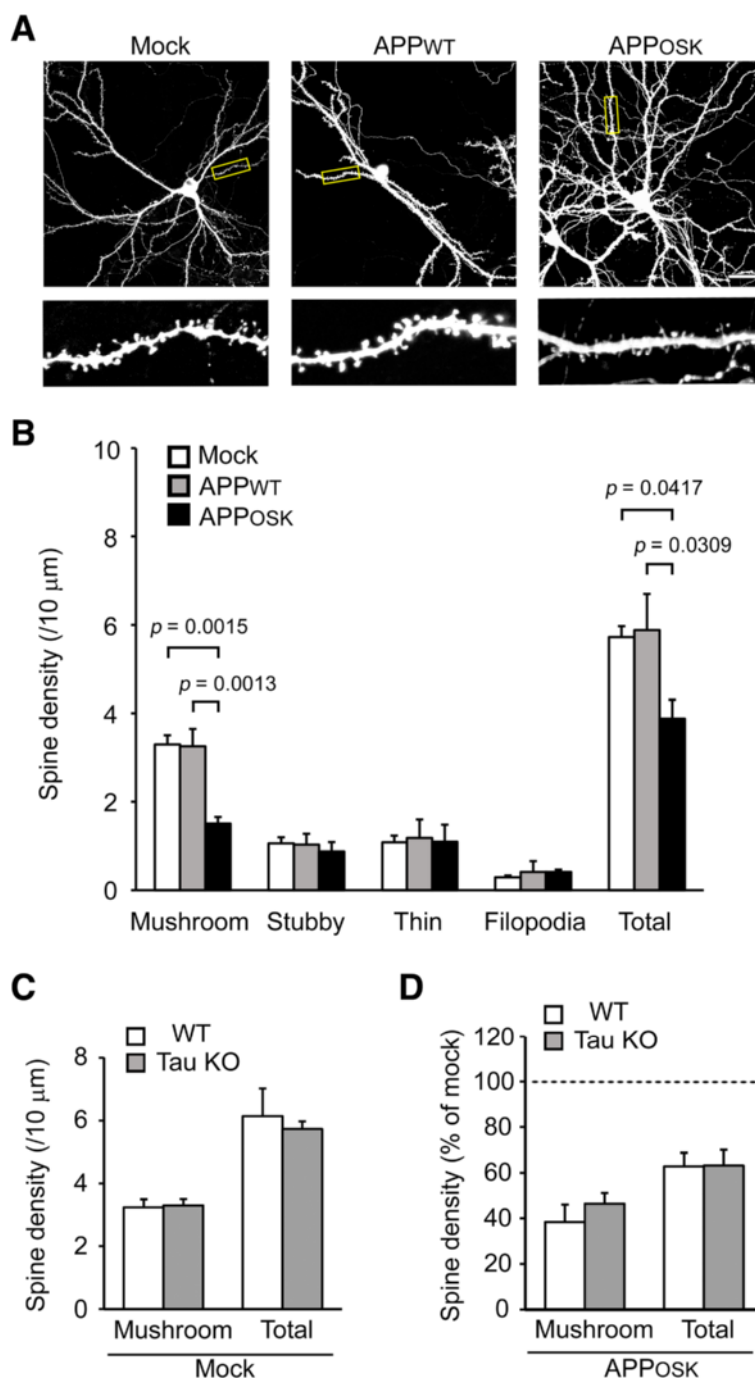 A
Mock
APPWT
APPOSK
B
10
8
6
4
2
0
Spine density (/10 μm)
Mock
APPWT
APPOSK
p = 0.0015
p = 0.0013
p = 0.0417
p = 0.0309
Mushroom Stubby Thin Filopodia Total
C
8
6
4
2
0
Spine density (/10 μm)
WT
Tau KO
Mushroom Total
Mock
D
120
100
80
60
40
20
0
Spine density (% of mock)
WT
Tau KO
Mushroom Total
APPOSK